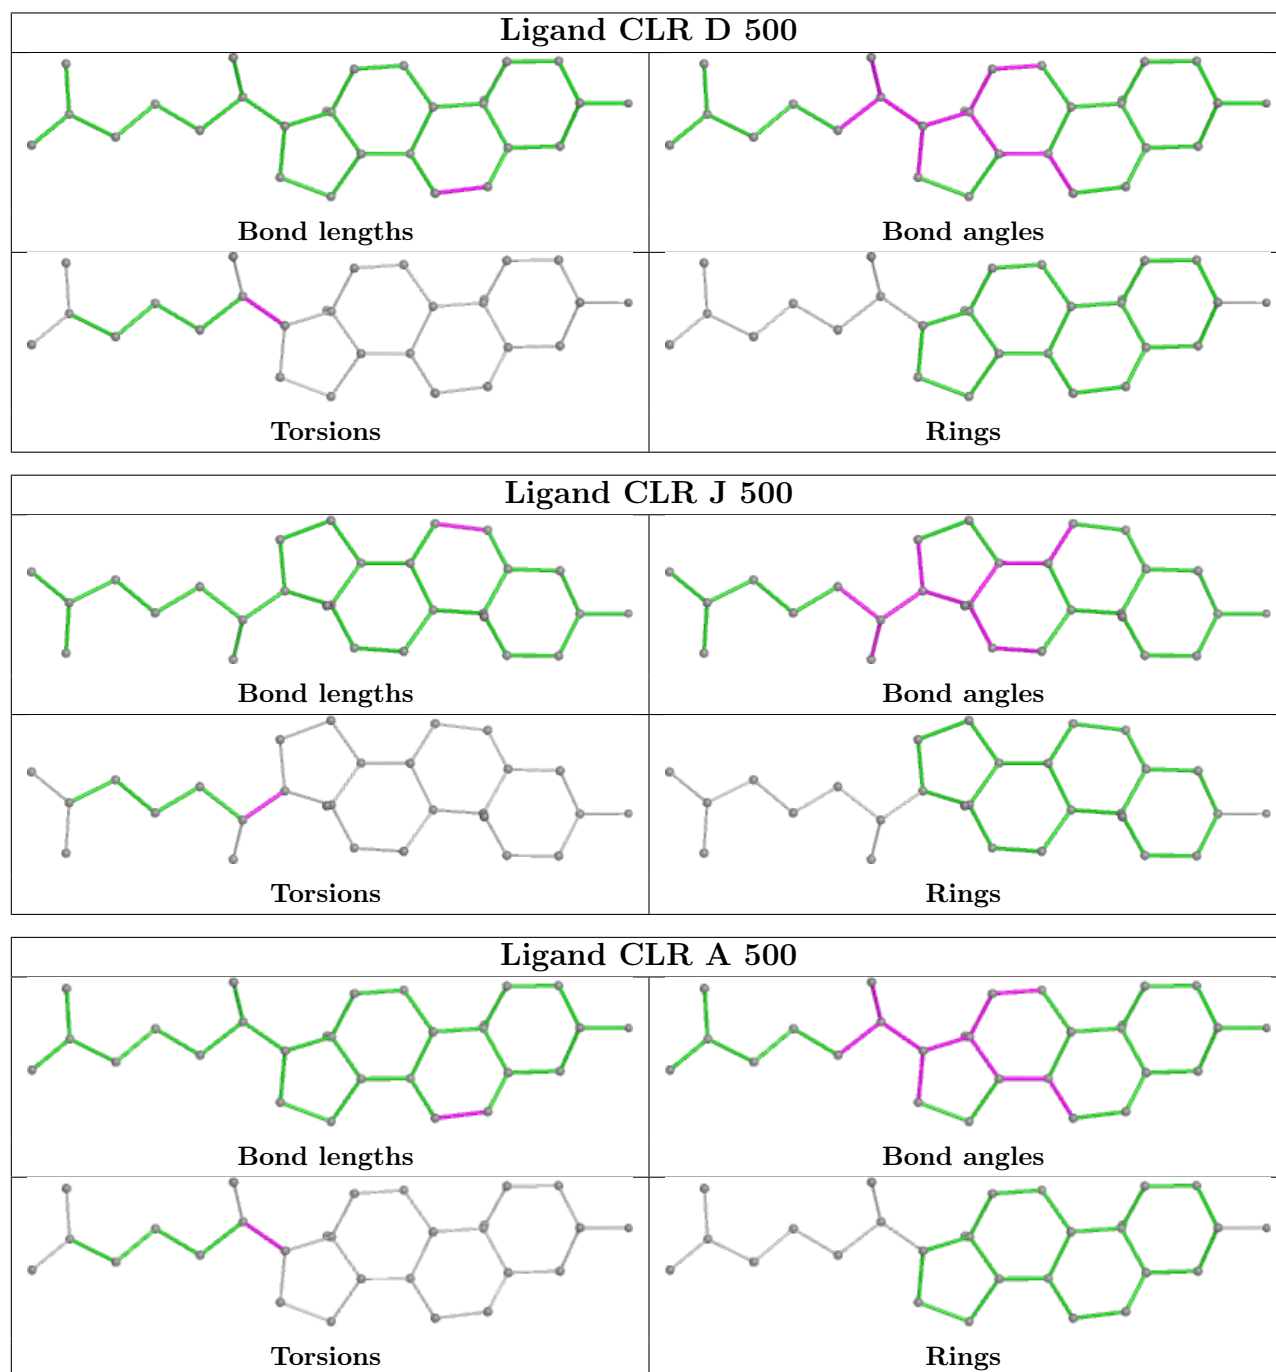 Ligand CLR D 500
Bond lengths
Bond angles
Torsions
Rings
Ligand CLR J 500
Bond lengths
Bond angles
Torsions
Rings
Ligand CLR A 500
Bond lengths
Bond angles
Torsions
Rings